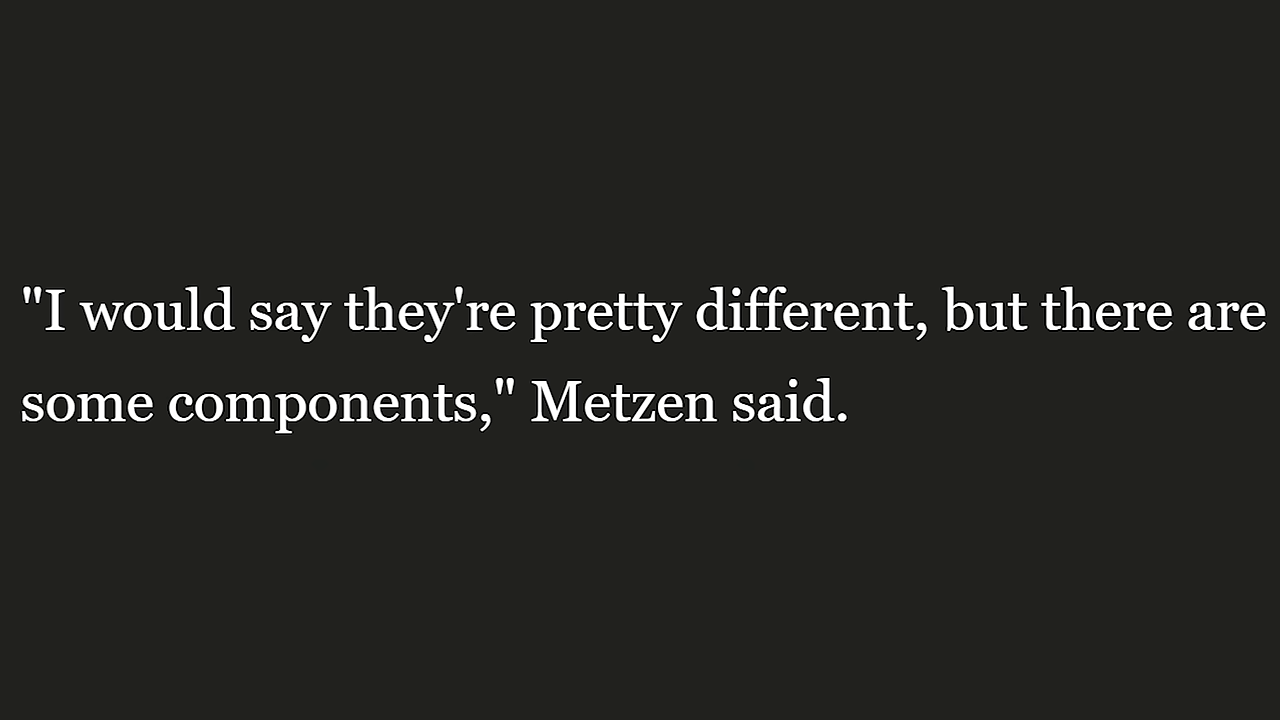 "I would say they're pretty different, but there are
some components," Metzen said.